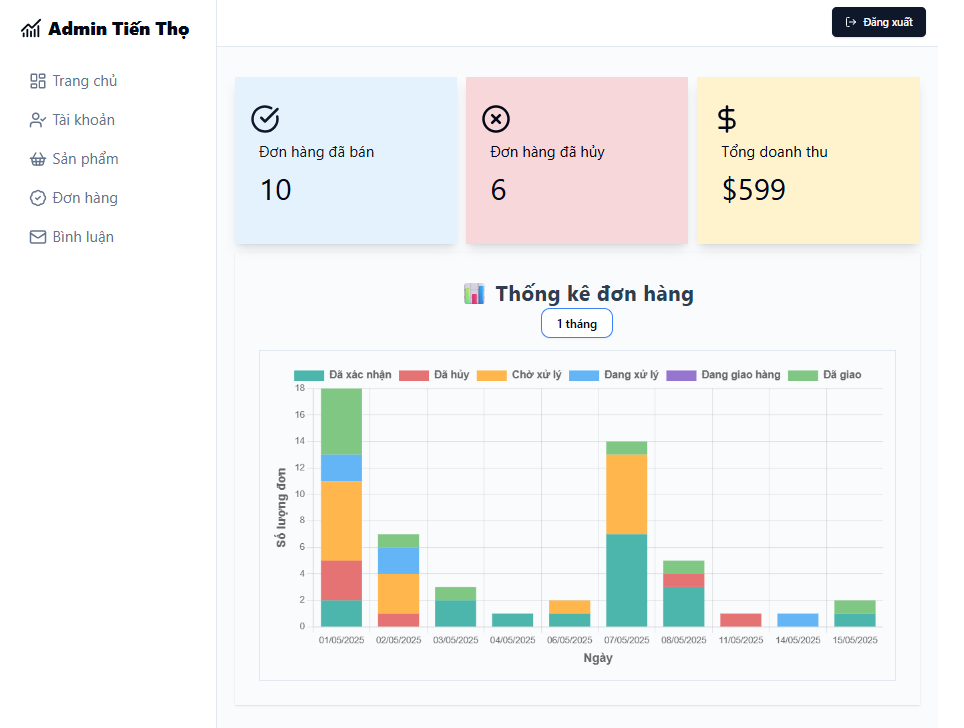 Admin Tiến Thọ
Đăng xuất
Trang chủ
Tài khoản
Sản phẩm
Đơn hàng
Bình luận
Đơn hàng đã bán
10
Đơn hàng đã hủy
6
Tổng doanh thu
$599
Thống kê đơn hàng
1 tháng
Đã xác nhận Đã hủy Chờ xử lý Đang xử lý Đang giao hàng Đã giao
18
16
14
12
10
8
6
4
2
0
Số lượng đơn
01/05/2025 02/05/2025 03/05/2025 04/05/2025 06/05/2025 07/05/2025 08/05/2025 11/05/2025 14/05/2025 15/05/2025
Ngày